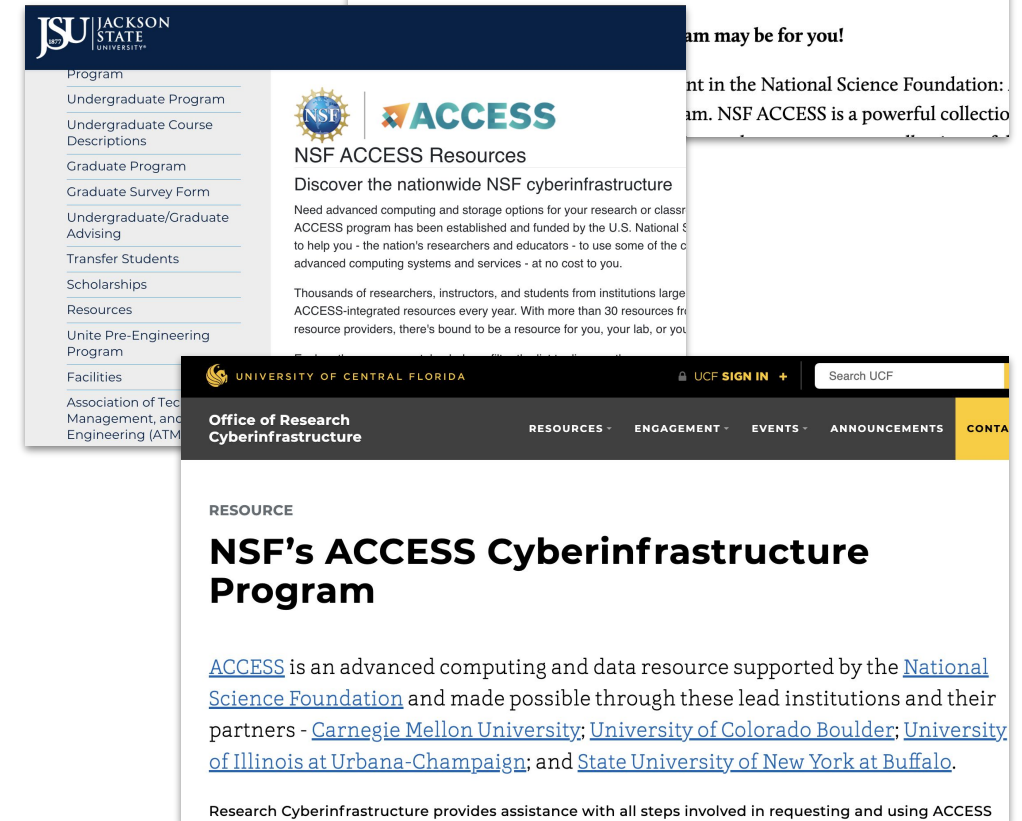 JSU
1877
JACKSON
STATE
UNIVERSITY
Program
Undergraduate Program
Undergraduate Course
Descriptions
Graduate Program
Graduate Survey Form
Undergraduate/Graduate
Advising
Transfer Students
Scholarships
Resources
Unite Pre-Engineering
Program
Facilities
Association of Tec
Management, and
Engineering (ATM
NSF
ACCESS
NSF ACCESS Resources
Discover the nationwide NSF cyberinfrastructure
Need advanced computing and storage options for your research or classr
ACCESS program has been established and funded by the U.S. National S
to help you - the nation's researchers and educators - to use some of the c
advanced computing systems and services - at no cost to you.
Thousands of researchers, instructors, and students from institutions large
ACCESS-integrated resources every year. With more than 30 resources fr
resource providers, there's bound to be a resource for you, your lab, or you
am may be for you!
nt in the National Science Foundation:
am. NSF ACCESS is a powerful collectio
UNIVERSITY OF CENTRAL FLORIDA
UCF SIGN IN +
Search UCF
Office of Research
Cyberinfrastructure
RESOURCES
ENGAGEMENT
EVENTS
ANNOUNCEMENTS
CONTA
RESOURCE
NSF’s ACCESS Cyberinfrastructure
Program
ACCESS is an advanced computing and data resource supported by the National
Science Foundation and made possible through these lead institutions and their
partners - Carnegie Mellon University; University of Colorado Boulder; University
of Illinois at Urbana-Champaign; and State University of New York at Buffalo.
Research Cyberinfrastructure provides assistance with all steps involved in requesting and using ACCESS